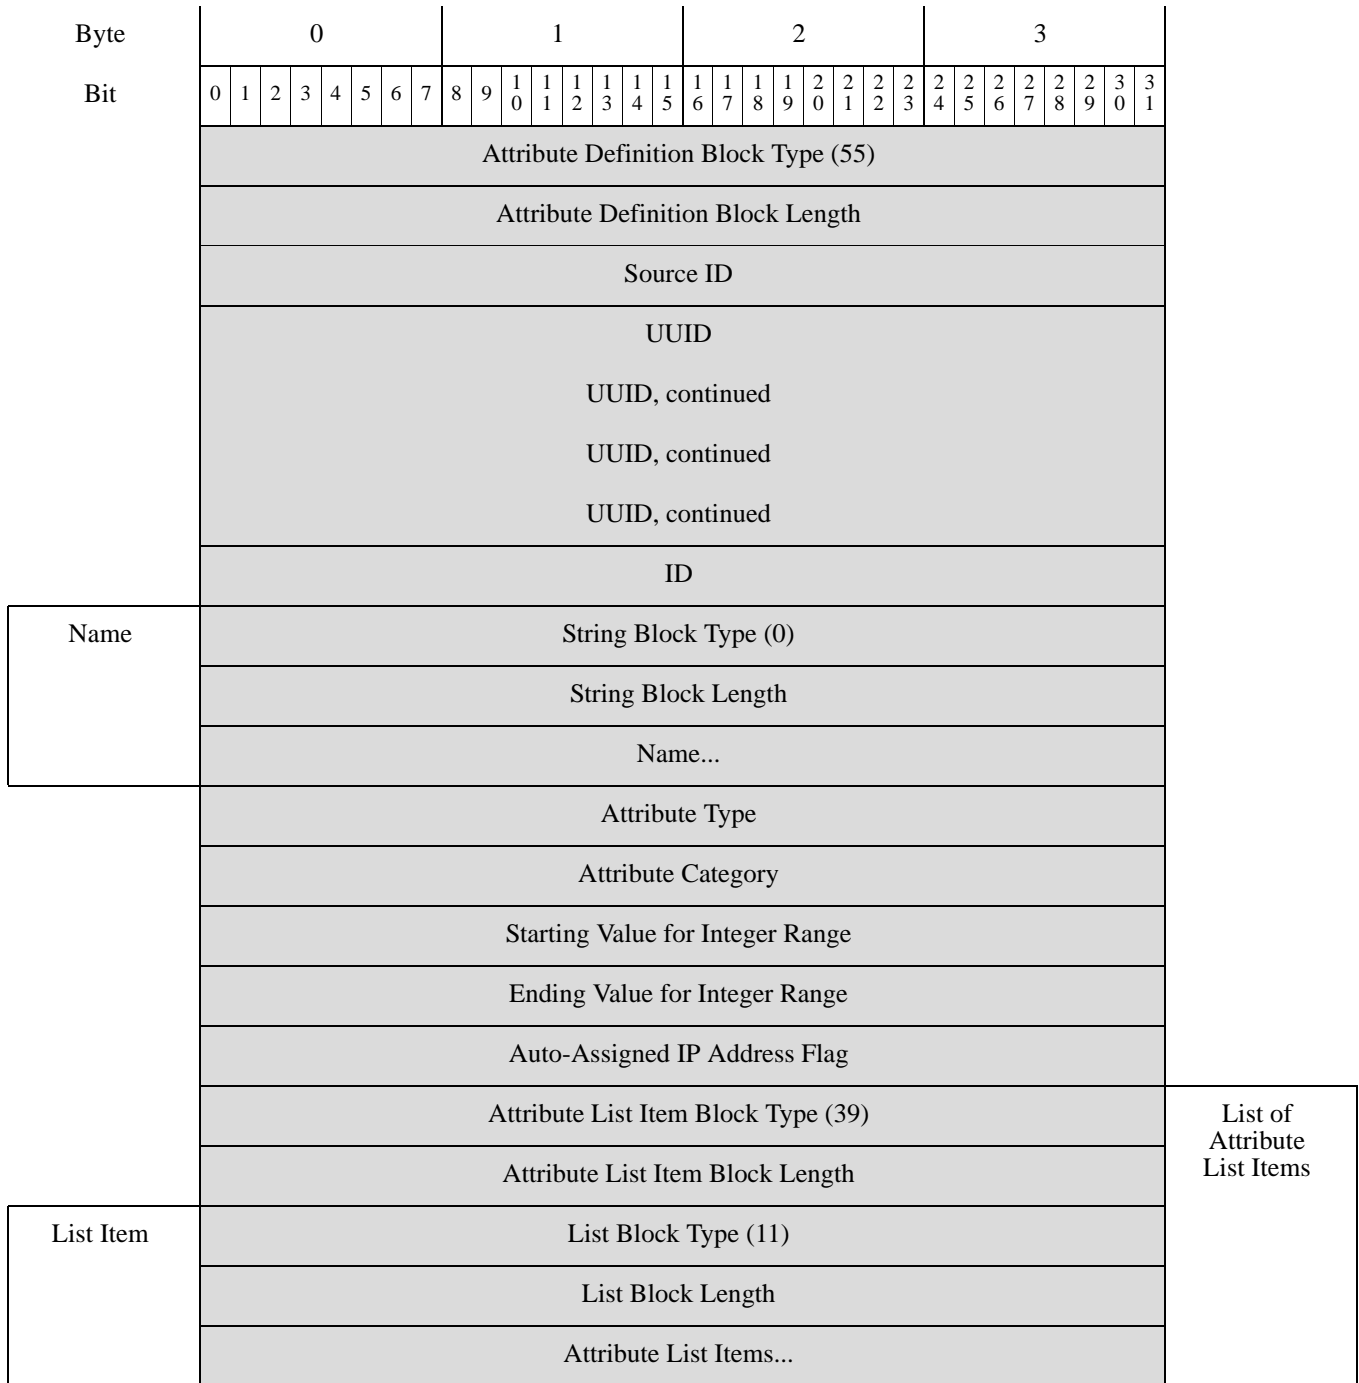 Byte 0 1 2 3
Bit 0 1 2 3 4 5 6 7 8 9 10 11 12 13 14 15 16 17 18 19 20 21 22 23 24 25 26 27 28 29 30 31
Attribute Definition Block Type (55)
Attribute Definition Block Length
Source ID
UUID
UUID, continued
UUID, continued
UUID, continued
ID
Name String Block Type (0)
String Block Length
Name...
Attribute Type
Attribute Category
Starting Value for Integer Range
Ending Value for Integer Range
Auto-Assigned IP Address Flag
Attribute List Item Block Type (39) List of
Attribute
List Items
Attribute List Item Block Length
List Item List Block Type (11)
List Block Length
Attribute List Items...